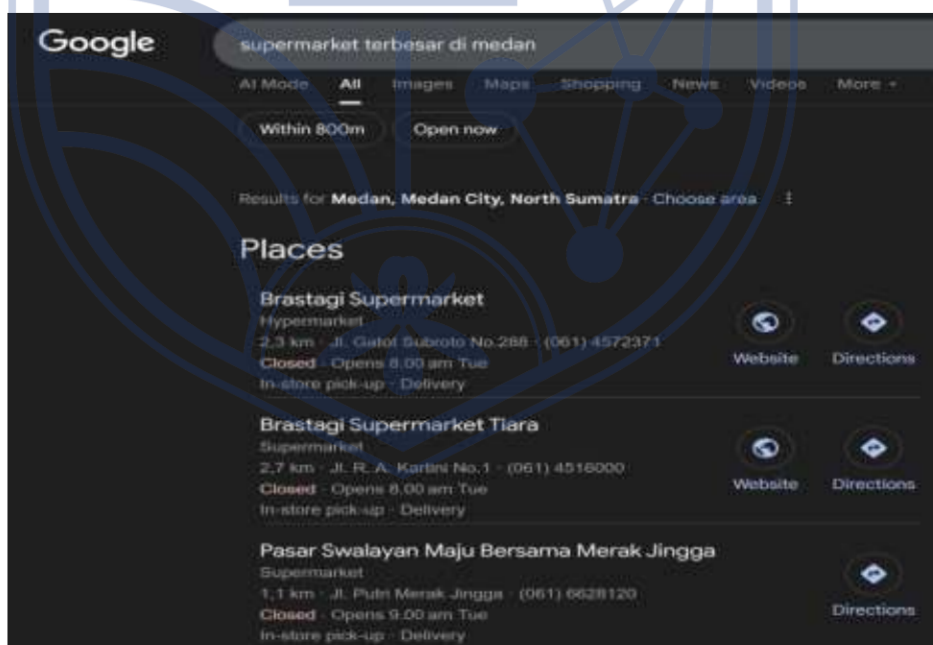 Google
supermarket terbesar di medan
AI Mode All Images Maps Shopping News Videos More
Within 800m Open now
Results for Medan, Medan City, North Sumatra · Choose area
Places
Brastagi Supermarket
Hypermarket
2,3 km · Jl. Gatot Subroto No.288 · (061) 4572371
Closed · Opens 8.00 am Tue
In-store pick-up · Delivery
Website Directions
Brastagi Supermarket Tiara
Supermarket
2,7 km · Jl. R. A. Kartini No.1 · (061) 4516000
Closed · Opens 8.00 am Tue
In-store pick-up · Delivery
Website Directions
Pasar Swalayan Maju Bersama Merak Jingga
Supermarket
1,1 km · Jl. Putri Merak Jingga · (061) 6628120
Closed · Opens 9.00 am Tue
In-store pick-up · Delivery
Directions